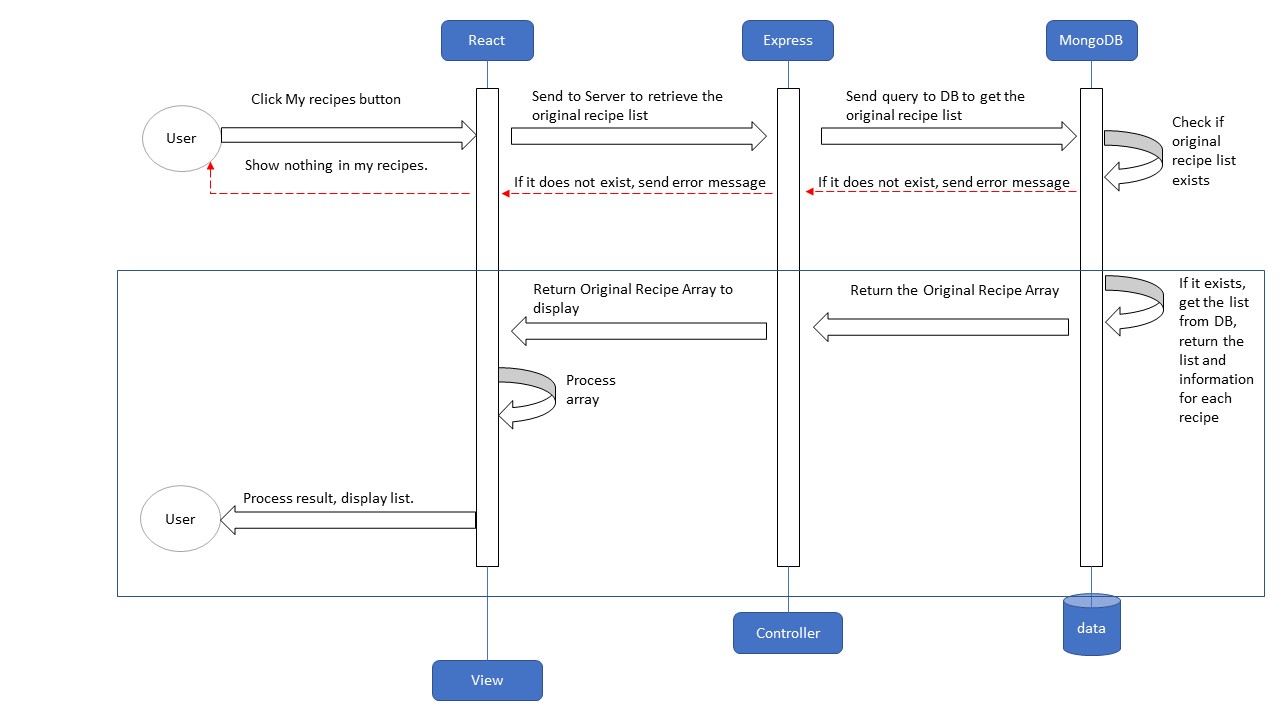 React
Express
MongoDB
Click My recipes button
Send to Server to retrieve the
original recipe list
Send query to DB to get the
original recipe list
Check if
original
recipe list
exists
User
Show nothing in my recipes.
If it does not exist, send error message
If it does not exist, send error message
Return Original Recipe Array to
display
Return the Original Recipe Array
If it exists,
get the list
from DB,
return the
list and
information
for each
recipe
Process
array
Process result, display list.
User
Controller
data
View